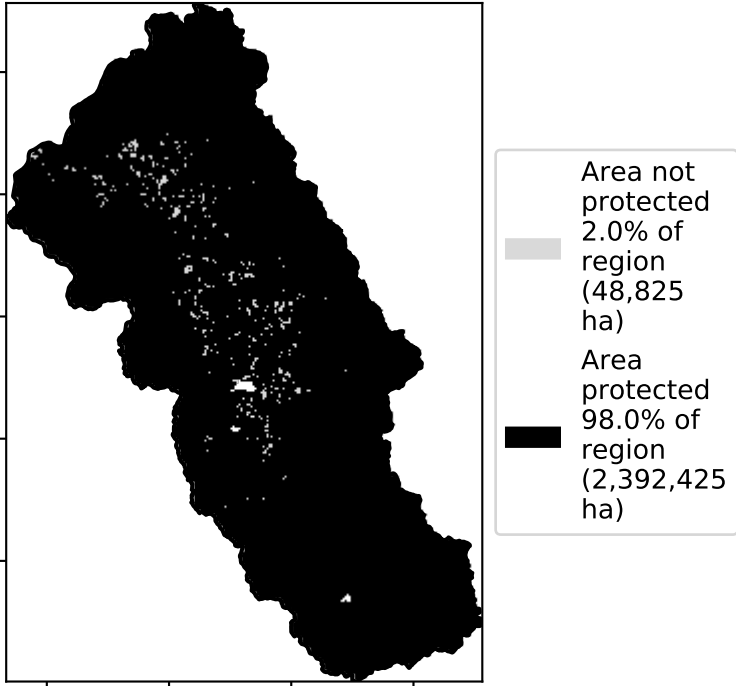 Area not
protected
2.0% of
region
(48,825
ha)
Area
protected
98.0% of
region
(2,392,425
ha)